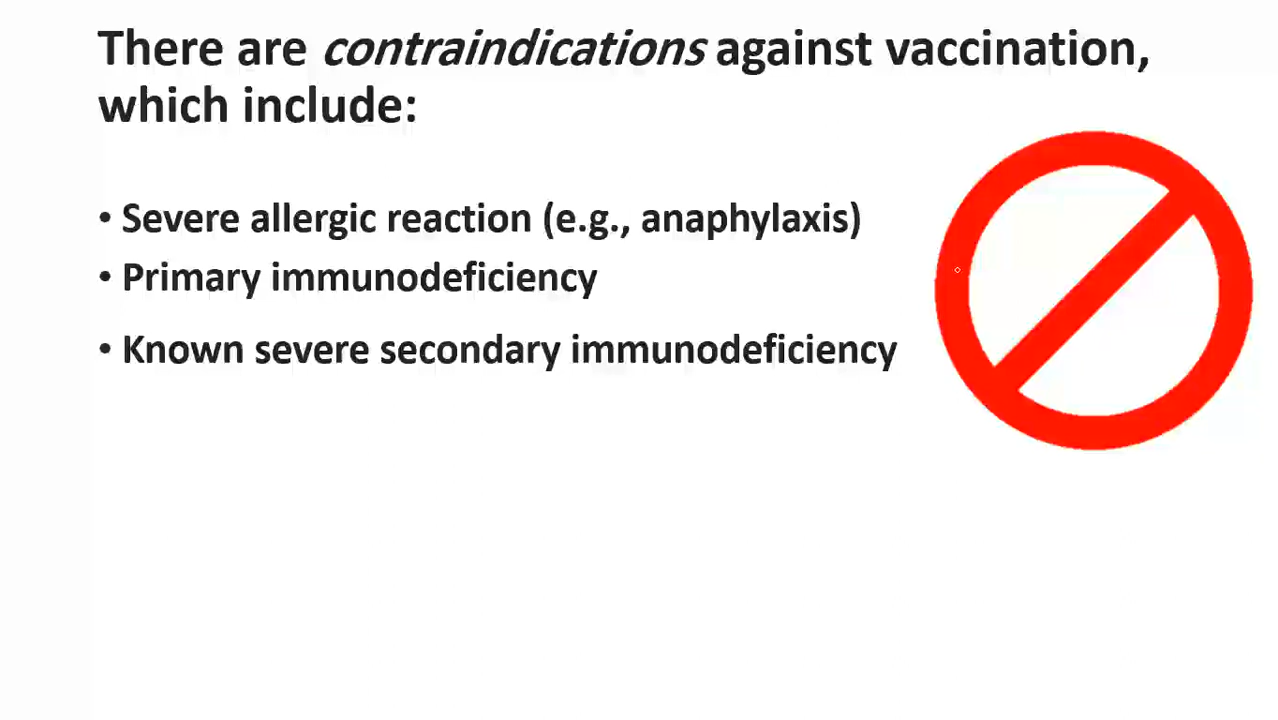 There are contraindications against vaccination,
which include:
• Severe allergic reaction (e.g., anaphylaxis)
• Primary immunodeficiency
• Known severe secondary immunodeficiency